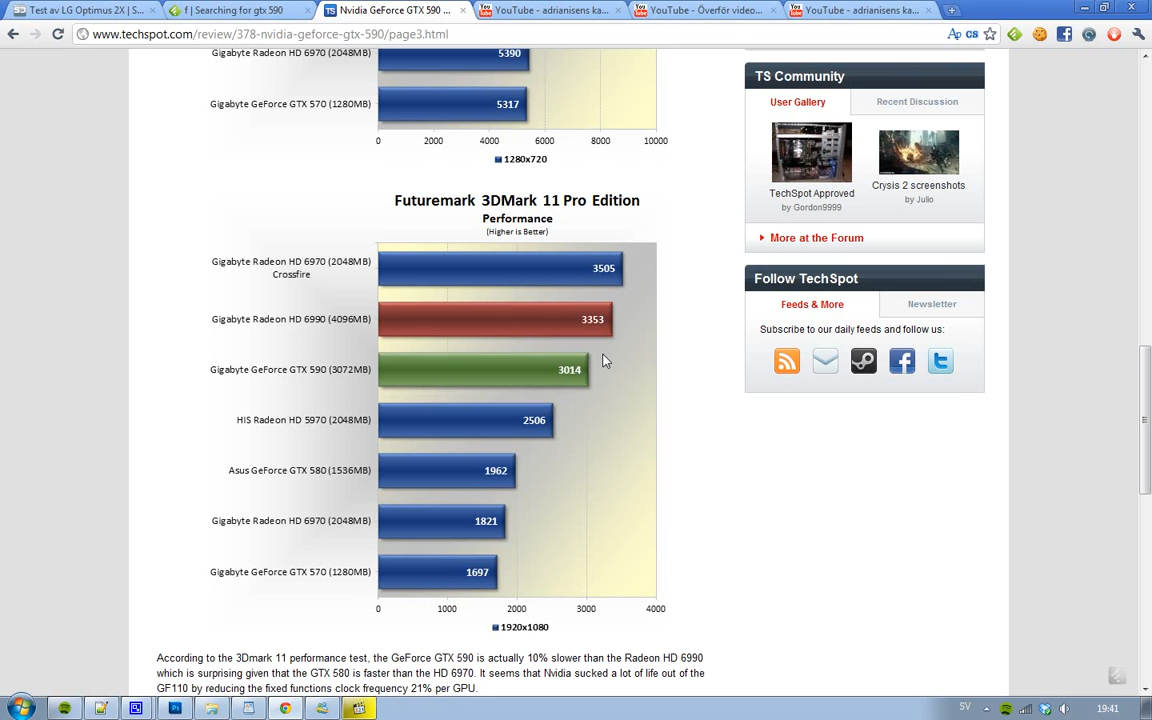 Test av LG Optimus 2X | S...
f | Searching for gtx 590
Nvidia GeForce GTX 590 ...
YouTube - adrianisens ka...
YouTube - Överför video...
YouTube - adrianisens ka...
www.techspot.com/review/378-nvidia-geforce-gtx-590/page3.html
Gigabyte Radeon HD 6970 (2048MB)
5390
Gigabyte GeForce GTX 570 (1280MB)
5317
0 2000 4000 6000 8000 10000
1280x720
Futuremark 3DMark 11 Pro Edition
Performance
(Higher is Better)
Gigabyte Radeon HD 6970 (2048MB)
Crossfire
3505
Gigabyte Radeon HD 6990 (4096MB)
3353
Gigabyte GeForce GTX 590 (3072MB)
3014
HIS Radeon HD 5970 (2048MB)
2506
Asus GeForce GTX 580 (1536MB)
1962
Gigabyte Radeon HD 6970 (2048MB)
1821
Gigabyte GeForce GTX 570 (1280MB)
1697
0 1000 2000 3000 4000
1920x1080
According to the 3Dmark 11 performance test, the GeForce GTX 590 is actually 10% slower than the Radeon HD 6990
which is surprising given that the GTX 580 is faster than the HD 6970. It seems that Nvidia sucked a lot of life out of the
GF110 by reducing the fixed functions clock frequency 21% per GPU.
TS Community
User Gallery
Recent Discussion
TechSpot Approved
by Gordon9999
Crysis 2 screenshots
by Julio
More at the Forum
Follow TechSpot
Feeds & More
Newsletter
Subscribe to our daily feeds and follow us:
SV
19:41